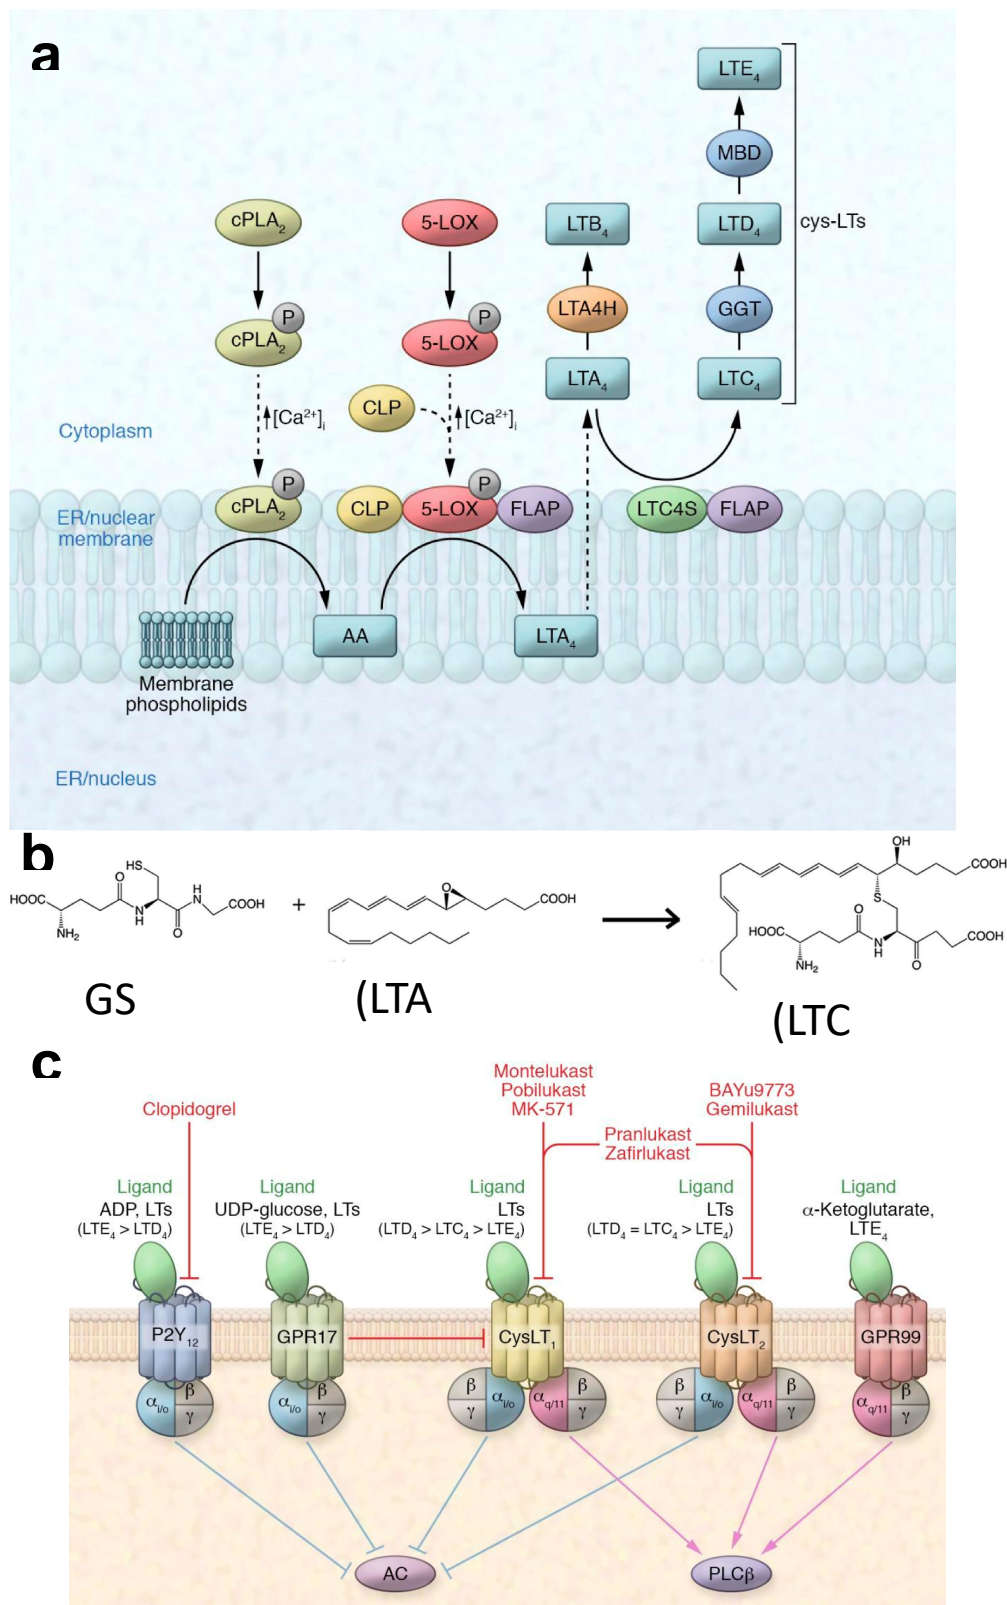 a
LTE4
MBD
cPLA2
5-LOX
LTB4
LTD4
cys-LTs
P
P
cPLA2
5-LOX
LTA4H
GGT
LTA4
LTC4
CLP
[Ca2+]i
[Ca2+]i
Cytoplasm
P
P
cPLA2
CLP
5-LOX
FLAP
LTC4S
FLAP
ER/nuclear
membrane
AA
LTA4
Membrane
phospholipids
ER/nucleus
b
HS
O
H
N
HOOC
N
H
COOH
NH2
O
+
O
COOH
OH
COOH
S
O
HOOC
N
H
COOH
NH2
O
GS
(LTA
(LTC
c
Montelukast
Pobilukast
MK-571
BAYu9773
Gemilukast
Clopidogrel
Pranlukast
Zafirlukast
Ligand
ADP, LTs
(LTE4 > LTD4)
Ligand
UDP-glucose, LTs
(LTE4 > LTD4)
Ligand
LTs
(LTD4 > LTC4 > LTE4)
Ligand
LTs
(LTD4 = LTC4 > LTE4)
Ligand
α-Ketoglutarate,
LTE4
P2Y12
GPR17
CysLT1
CysLT2
GPR99
αi/o
β
γ
αi/o
β
γ
β
γ
αi/o
αq/11
β
γ
β
γ
αi/o
αq/11
β
γ
αq/11
β
γ
AC
PLCβ